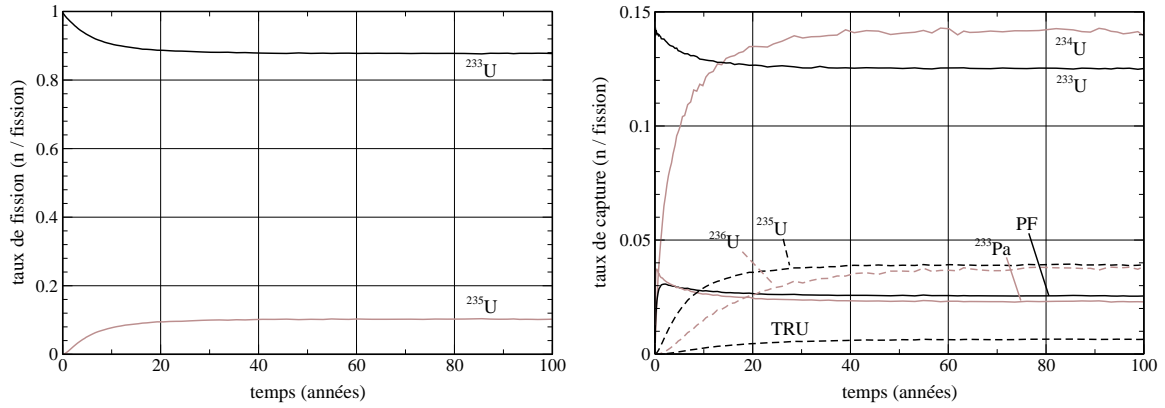 1
0.8
0.6
0.4
0.2
0
0
20
40
60
80
100
taux de fission (n / fission)
temps (années)
²³³U
²³⁵U
0.15
0.1
0.05
0
0
20
40
60
80
100
taux de capture (n / fission)
temps (années)
²³⁴U
²³³U
²³⁵U
²³⁶U
PF
²³³Pa
TRU